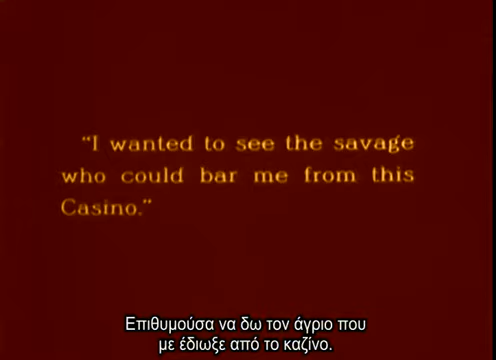 “I wanted to see the savage
who could bar me from this
Casino.”
Επιθυμούσα να δω τον άγριο που
με έδιωξε από το καζίνο.